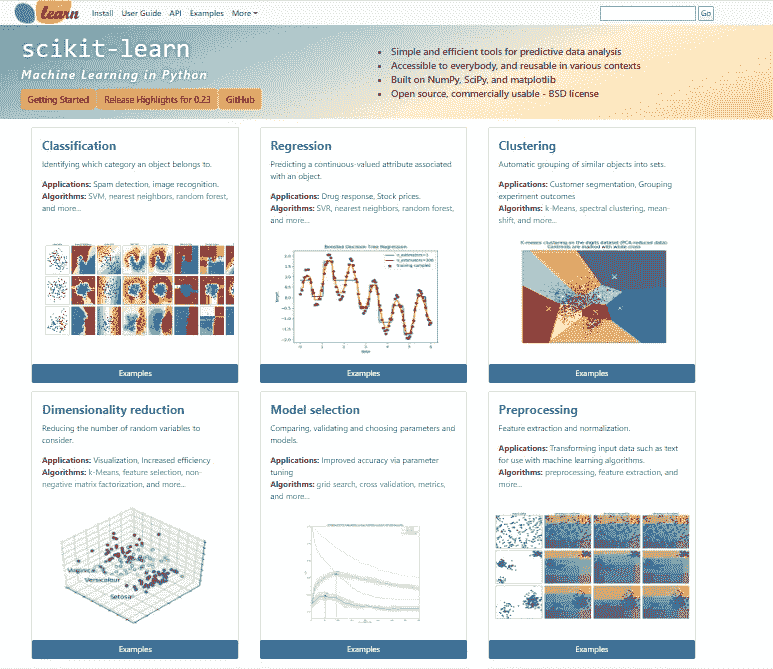 learn Install User Guide API Examples More Go
scikit-learn
Machine Learning in Python
Getting Started Release Highlights for 0.23 GitHub
Simple and efficient tools for predictive data analysis
Accessible to everybody, and reusable in various contexts
Built on NumPy, SciPy, and matplotlib
Open source, commercially usable - BSD license
Classification
Identifying which category an object belongs to.
Applications: Spam detection, image recognition.
Algorithms: SVM, nearest neighbors, random forest,
and more...
Examples
Regression
Predicting a continuous-valued attribute associated
with an object.
Applications: Drug response, Stock prices.
Algorithms: SVR, nearest neighbors, random forest,
and more...
Boosted Decision Tree Regression
Examples
Clustering
Automatic grouping of similar objects into sets.
Applications: Customer segmentation, Grouping
experiment outcomes
Algorithms: k-Means, spectral clustering, mean-
shift, and more...
K-means clustering on the digits dataset (PCA-reduced data)
Centroids are marked with white cross
Examples
Dimensionality reduction
Reducing the number of random variables to
consider.
Applications: Visualization, Increased efficiency
Algorithms: k-Means, feature selection, non-
negative matrix factorization, and more...
Versicolour
Setosa
Examples
Model selection
Comparing, validating and choosing parameters and
models.
Applications: Improved accuracy via parameter
tuning
Algorithms: grid search, cross validation, metrics,
and more...
Examples
Preprocessing
Feature extraction and normalization.
Applications: Transforming input data such as text
for use with machine learning algorithms.
Algorithms: preprocessing, feature extraction, and
more...
Examples